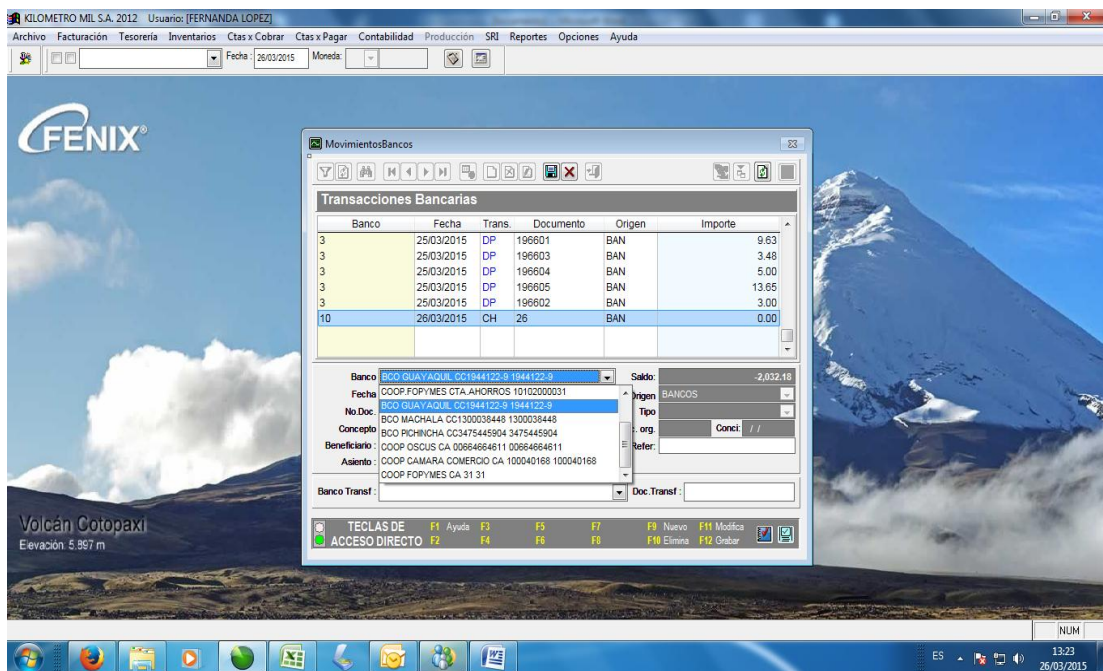 KILOMETRO MIL S.A. 2012 Usuario: [FERNANDA LOPEZ]
Archivo Facturación Tesorería Inventarios Ctas x Cobrar Ctas x Pagar Contabilidad Producción SRI Reportes Opciones Ayuda
Fecha : 26/03/2015 Moneda:
FENIX®
MovimientosBancos
Transacciones Bancarias
Banco Fecha Trans. Documento Origen Importe
3 25/03/2015 DP 196601 BAN 9.63
3 25/03/2015 DP 196603 BAN 3.48
3 25/03/2015 DP 196604 BAN 5.00
3 25/03/2015 DP 196605 BAN 13.65
3 25/03/2015 DP 196602 BAN 3.00
10 26/03/2015 CH 26 BAN 0.00
Banco BCO GUAYAQUIL CC1944122-9 1944122-9 Saldo: -2,032.18
Fecha COOP.FOPYMES CTA.AHORROS 10102000031 Origen BANCOS
No.Doc. BCO GUAYAQUIL CC1944122-9 1944122-9 Tipo
BCO MACHALA CC1300038448 1300038448
Concepto BCO PICHINCHA CC3475445904 3475445904 org. Conci: / /
Beneficiario : COOP OSCUS CA 00664664611 00664664611 Refer:
Asiento : COOP CAMARA COMERCIO CA 100040168 100040168
COOP FOPYMES CA 31 31
Banco Transf : Doc.Transf :
TECLAS DE ACCESO DIRECTO
F1 Ayuda F3 F5 F7 F9 Nuevo F11 Modifica
F2 F4 F6 F8 F10 Elimina F12 Grabar
Volcán Cotopaxi
Elevación: 5.897 m
NUM
ES 13:23
26/03/2015